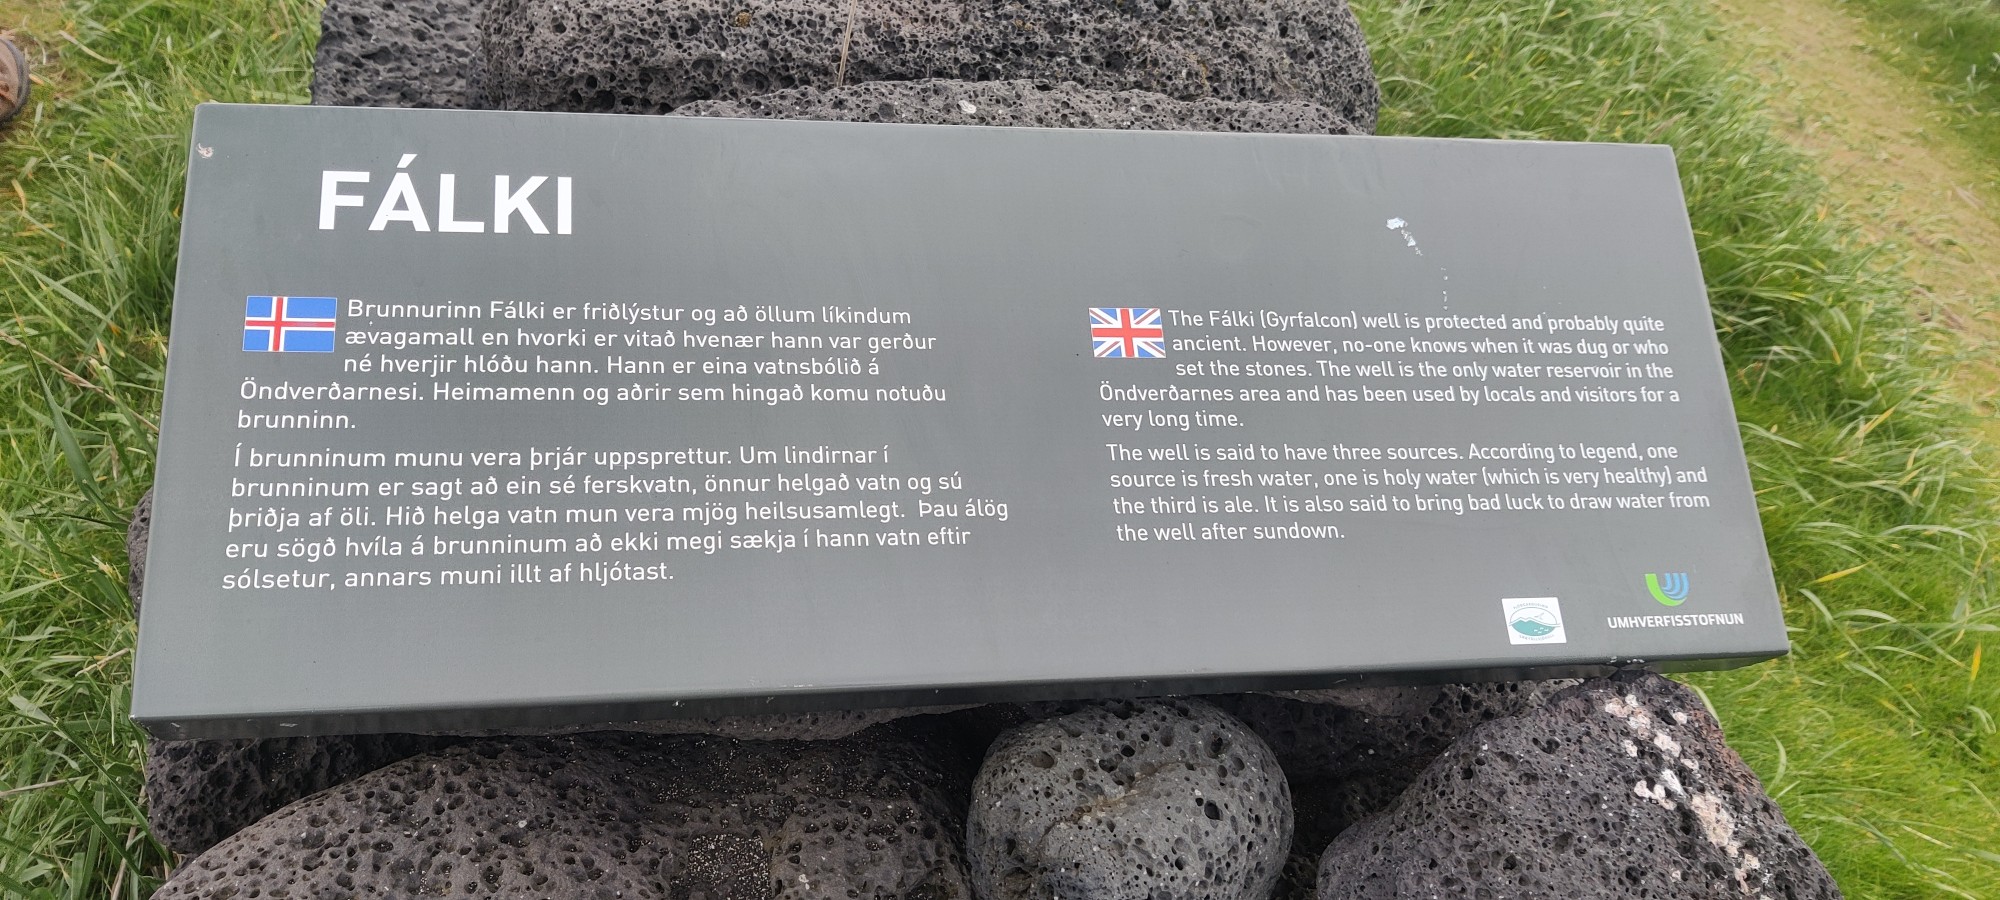 FÁLKI
Brunnurinn Fálki er friðlýstur og að öllum líkindum
ævagamall en hvorki er vitað hvenær hann var gerður
né hverjir hlóðu hann. Hann er eina vatnsbólið á
Öndverðarnesi. Heimamenn og aðrir sem hingað komu notuðu
brunninn.
Í brunninum munu vera þrjár uppsprettur. Um lindirnar í
brunninum er sagt að ein sé ferskvatn, önnur helgað vatn og sú
þriðja af öli. Hið helga vatn mun vera mjög heilsusamlegt. Þau álög
eru sögð hvíla á brunninum að ekki megi sækja í hann vatn eftir
sólsetur, annars muni illt af hljótast.
The Fálki (Gyrfalcon) well is protected and probably quite
ancient. However, no-one knows when it was dug or who
set the stones. The well is the only water reservoir in the
Öndverðarnes area and has been used by locals and visitors for a
very long time.
The well is said to have three sources. According to legend, one
source is fresh water, one is holy water (which is very healthy) and
the third is ale. It is also said to bring bad luck to draw water from
the well after sundown.
UMHVERFISSTOFNUN